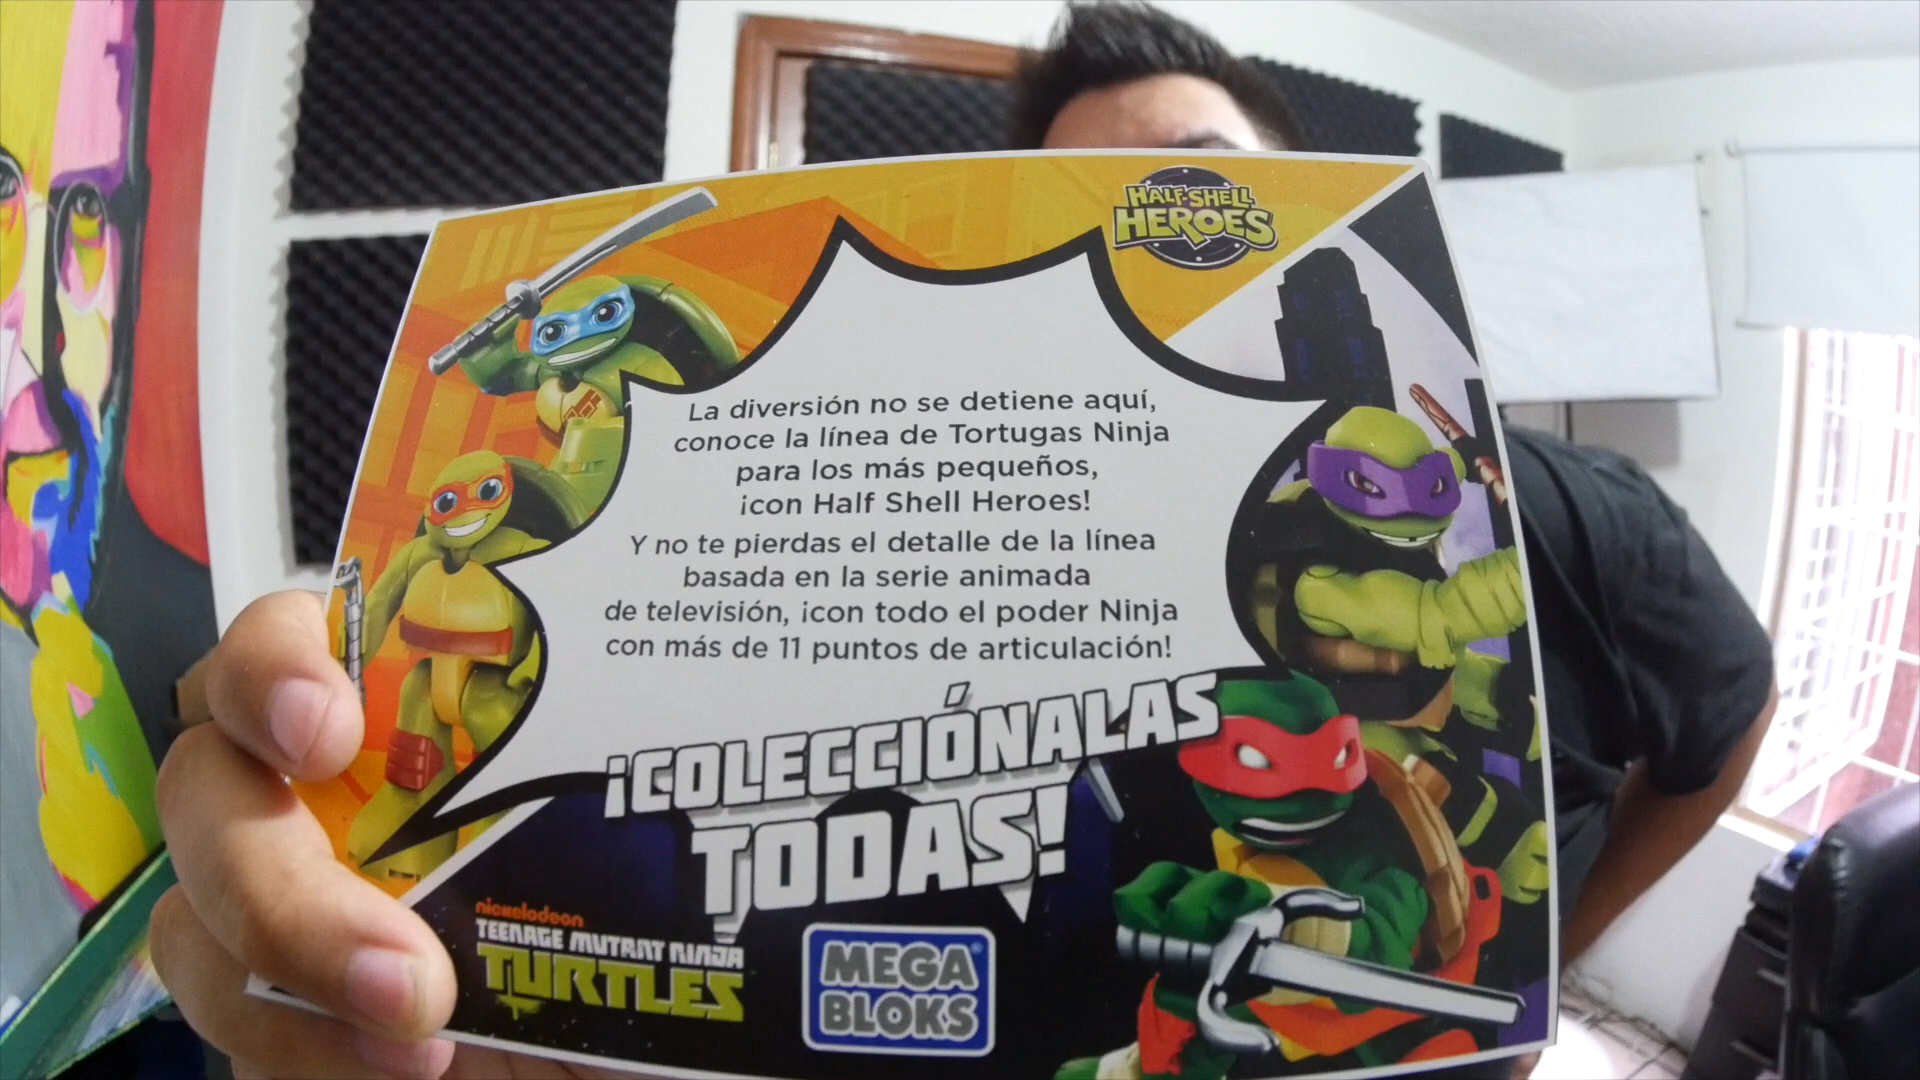 HALF-SHELL
HEROES
La diversión no se detiene aquí,
conoce la línea de Tortugas Ninja
para los más pequeños,
¡con Half Shell Heroes!
Y no te pierdas el detalle de la línea
basada en la serie animada
de televisión, ¡con todo el poder Ninja
con más de 11 puntos de articulación!
¡COLECCIÓNALAS
TODAS!
nickelodeon
TEENAGE MUTANT NINJA
TURTLES
MEGA
BLOKS®